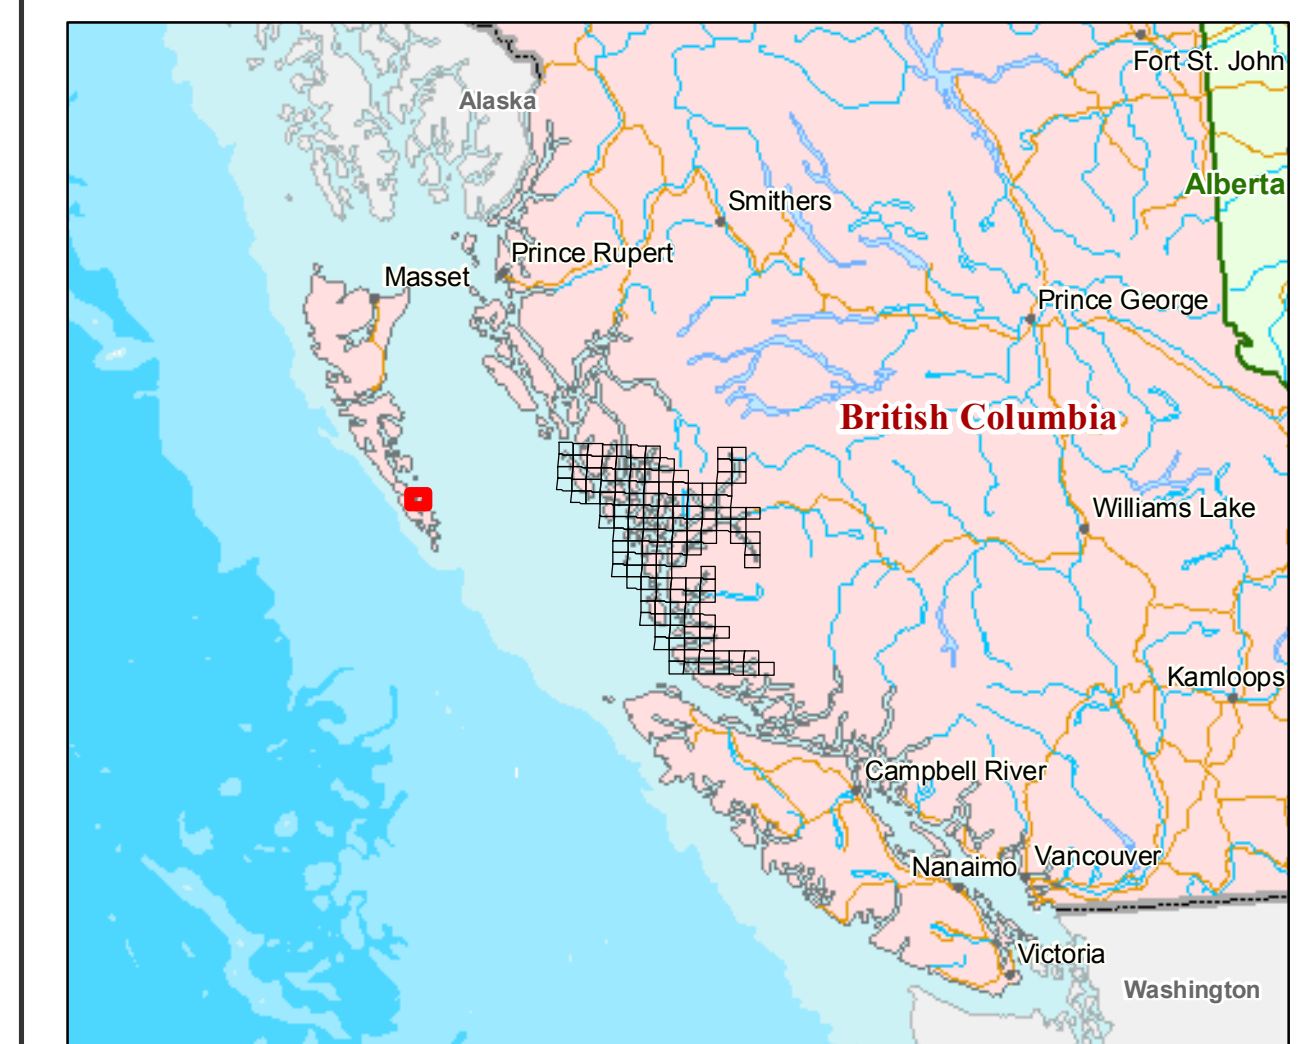 Fort St. John
Alaska
Alberta
Smithers
Prince Rupert
Masset
Prince George
British Columbia
Williams Lake
Kamloops
Campbell River
Vancouver
Nanaimo
Victoria
Washington